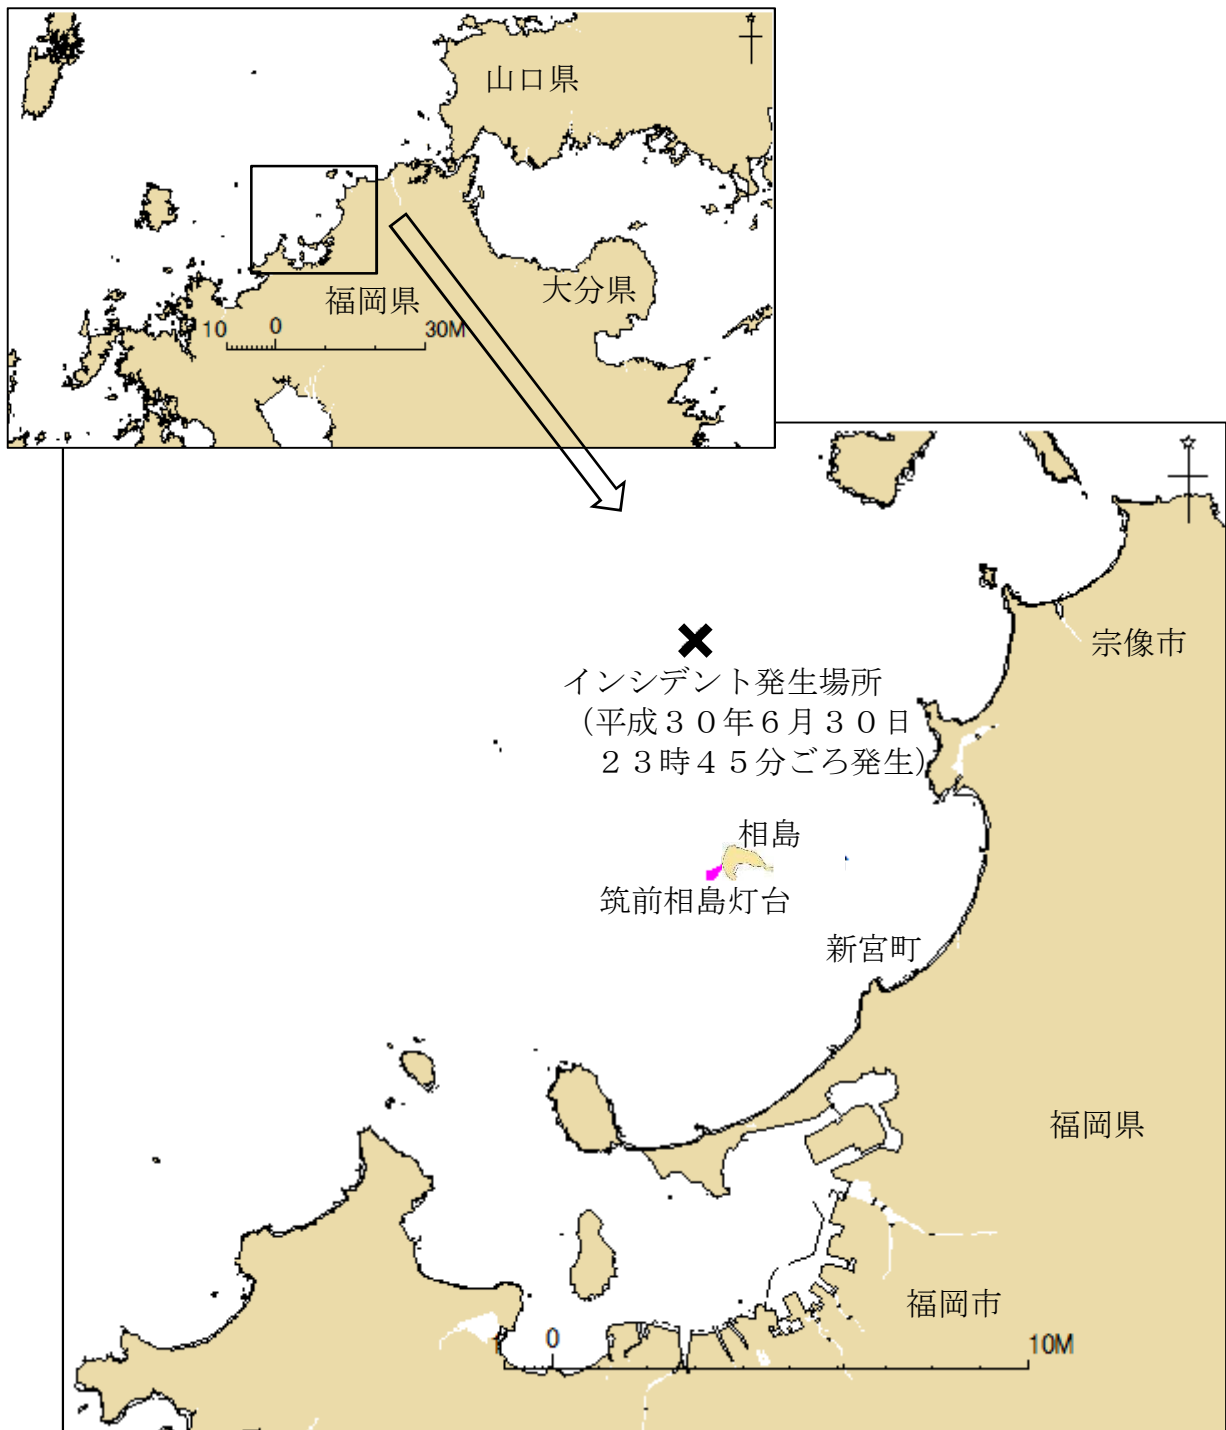 山口県
大分県
福岡県
10 0 30M
宗像市
インシデント発生場所
（平成３０年６月３０日
２３時４５分ごろ発生）
相島
筑前相島灯台
新宮町
福岡県
福岡市
1 0 10M